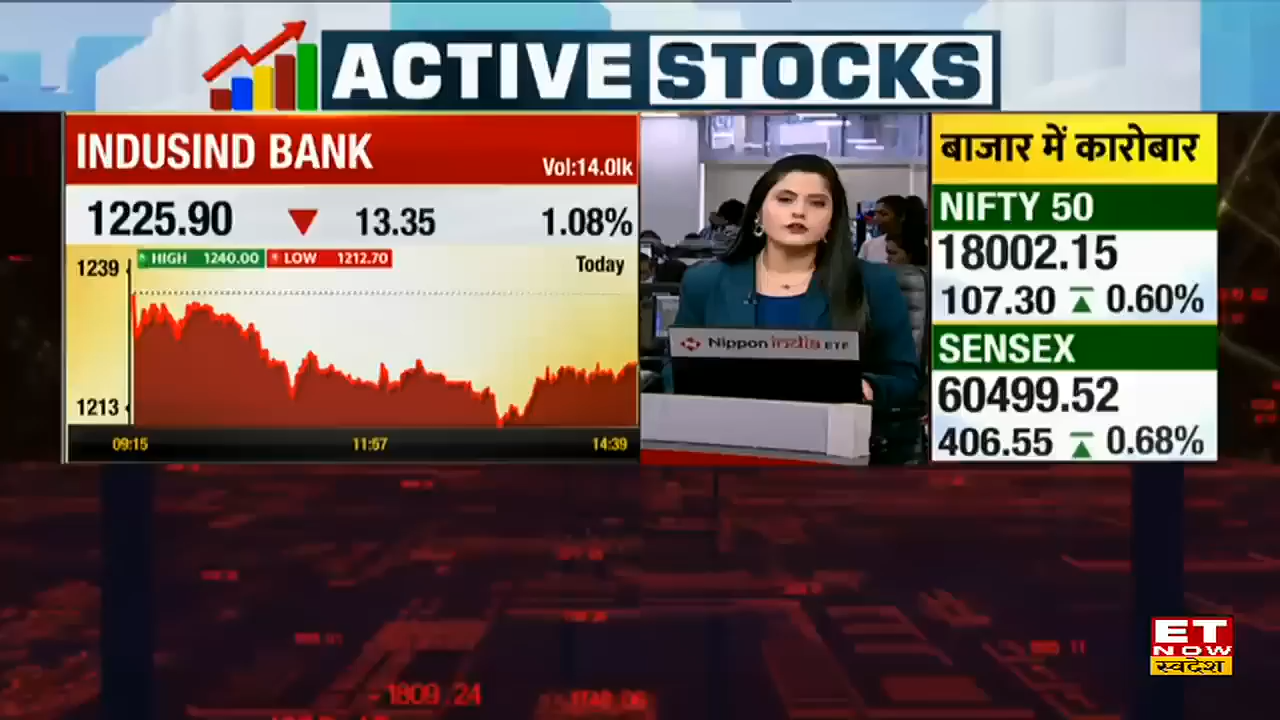 ACTIVE STOCKS
INDUSIND BANK
Vol:14.0lk
1225.90 13.35 1.08%
HIGH 1240.00 LOW 1212.70
Today
1239
1213
09:15 11:57 14:39
Nippon india ETF
बाजार में कारोबार
NIFTY 50
18002.15
107.30 0.60%
SENSEX
60499.52
406.55 0.68%
ET
NOW
स्वदेश
1809.24